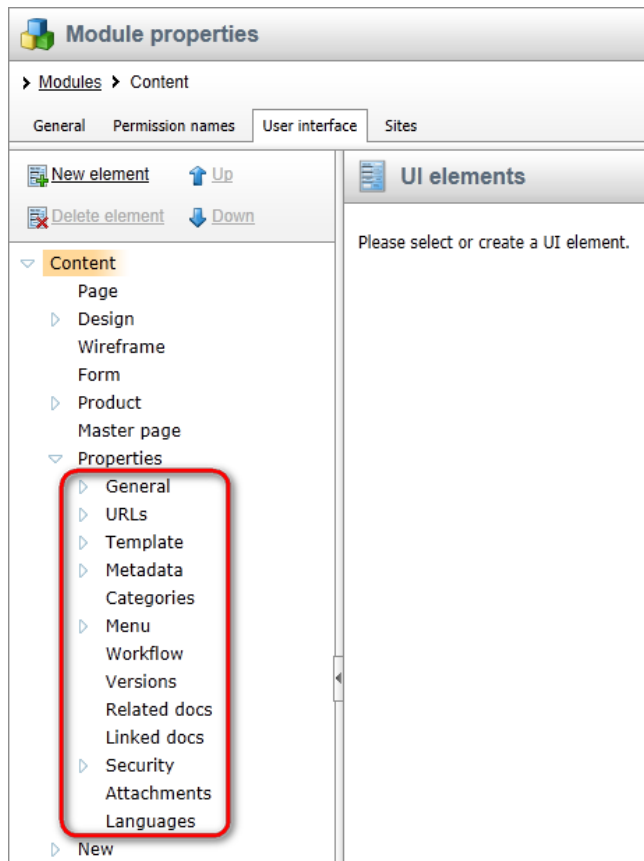 Module properties
Modules Content
General Permission names User interface Sites
New element Up
Delete element Down
UI elements
Please select or create a UI element.
Content
Page
Design
Wireframe
Form
Product
Master page
Properties
General
URLs
Template
Metadata
Categories
Menu
Workflow
Versions
Related docs
Linked docs
Security
Attachments
Languages
New